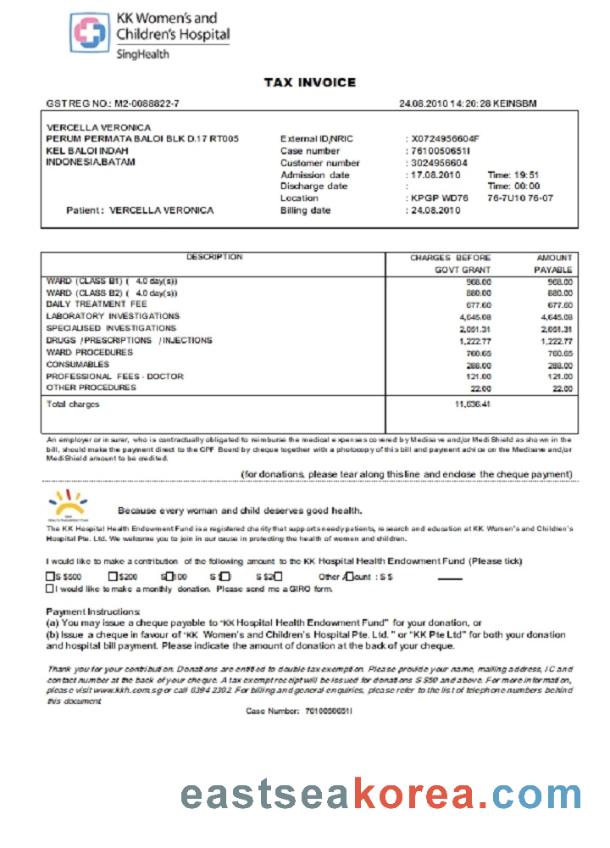 KK Women's and
Children's Hospital
SingHealth
TAX INVOICE
GST REG NO.: M2-0088822-7 24.08.2010 14:20:28 KEINSBM
VERCELLA VERONICA
PERUM PERMATA BALOI BLK D.17 RT005 External ID/NRIC : X0724956604F
KEL BALOI INDAH Case number : 7610050651I
INDONESIA,BATAM Customer number : 3024956604
Admission date : 17.08.2010 Time: 19:51
Discharge date : Time: 00:00
Location : KPGP WD76 76-7U10 76-07
Patient : VERCELLA VERONICA Billing date : 24.08.2010
DESCRIPTION CHARGES BEFORE AMOUNT
GOVT GRANT PAYABLE
WARD (CLASS B1) ( 4.0 day(s)) 968.00 968.00
WARD (CLASS B2) ( 4.0 day(s)) 880.00 880.00
DAILY TREATMENT FEE 677.60 677.60
LABORATORY INVESTIGATIONS 4,645.08 4,645.08
SPECIALISED INVESTIGATIONS 2,051.31 2,051.31
DRUGS /PRESCRIPTIONS /INJECTIONS 1,222.77 1,222.77
WARD PROCEDURES 760.65 760.65
CONSUMABLES 288.00 288.00
PROFESSIONAL FEES - DOCTOR 121.00 121.00
OTHER PROCEDURES 22.00 22.00
Total charges 11,636.41
An employer or insurer, who is contractually obligated to reimburse the medical expenses covered by Medisave and/or MediShield as shown in the
bill, should make the payment direct to the CPF Board by cheque together with a photocopy of this bill and payment advice on the Medisave and/or
MediShield amount to be credited.
(for donations, please tear along this line and enclose the cheque payment)
Because every woman and child deserves good health.
The KK Hospital Health Endowment Fund is a registered charity that supports needy patients, research and education at KK Women's and Children's
Hospital Pte. Ltd. We welcome you to join in our cause in protecting the health of women and children.
I would like to make a contribution of the following amount to the KK Hospital Health Endowment Fund (Please tick)
S $500 $200 S 100 S $ S $2 Other A ount : S $
I would like to make a monthly donation. Please send me a GIRO form.
Payment Instructions:
(a) You may issue a cheque payable to "KK Hospital Health Endowment Fund" for your donation, or
(b) Issue a cheque in favour of "KK Women's and Children's Hospital Pte. Ltd." or "KK Pte Ltd" for both your donation
and hospital bill payment. Please indicate the amount of donation at the back of your cheque.
Thank you for your contribution. Donations are entitled to double tax exemption. Please provide your name, mailing address, IC and
contact number at the back of your cheque. A tax exempt receipt will be issued for donations S $50 and above. For more information,
please visit www.kkh.com.sg or call 6394 2302. For billing and general enquiries, please refer to the list of telephone numbers behind
this document
Case Number: 7610050651I
eastseakorea.com